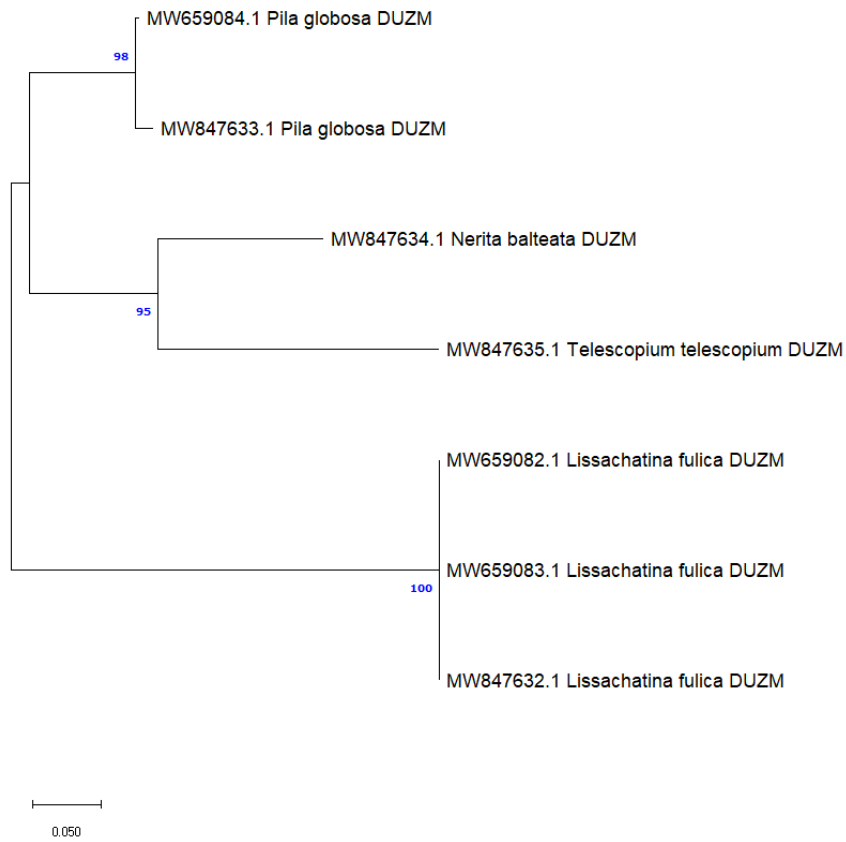 MW659084.1 Pila globosa DUZM
98
MW847633.1 Pila globosa DUZM
MW847634.1 Nerita balteata DUZM
95
MW847635.1 Telescopium telescopium DUZM
MW659082.1 Lissachatina fulica DUZM
MW659083.1 Lissachatina fulica DUZM
100
MW847632.1 Lissachatina fulica DUZM
0.050